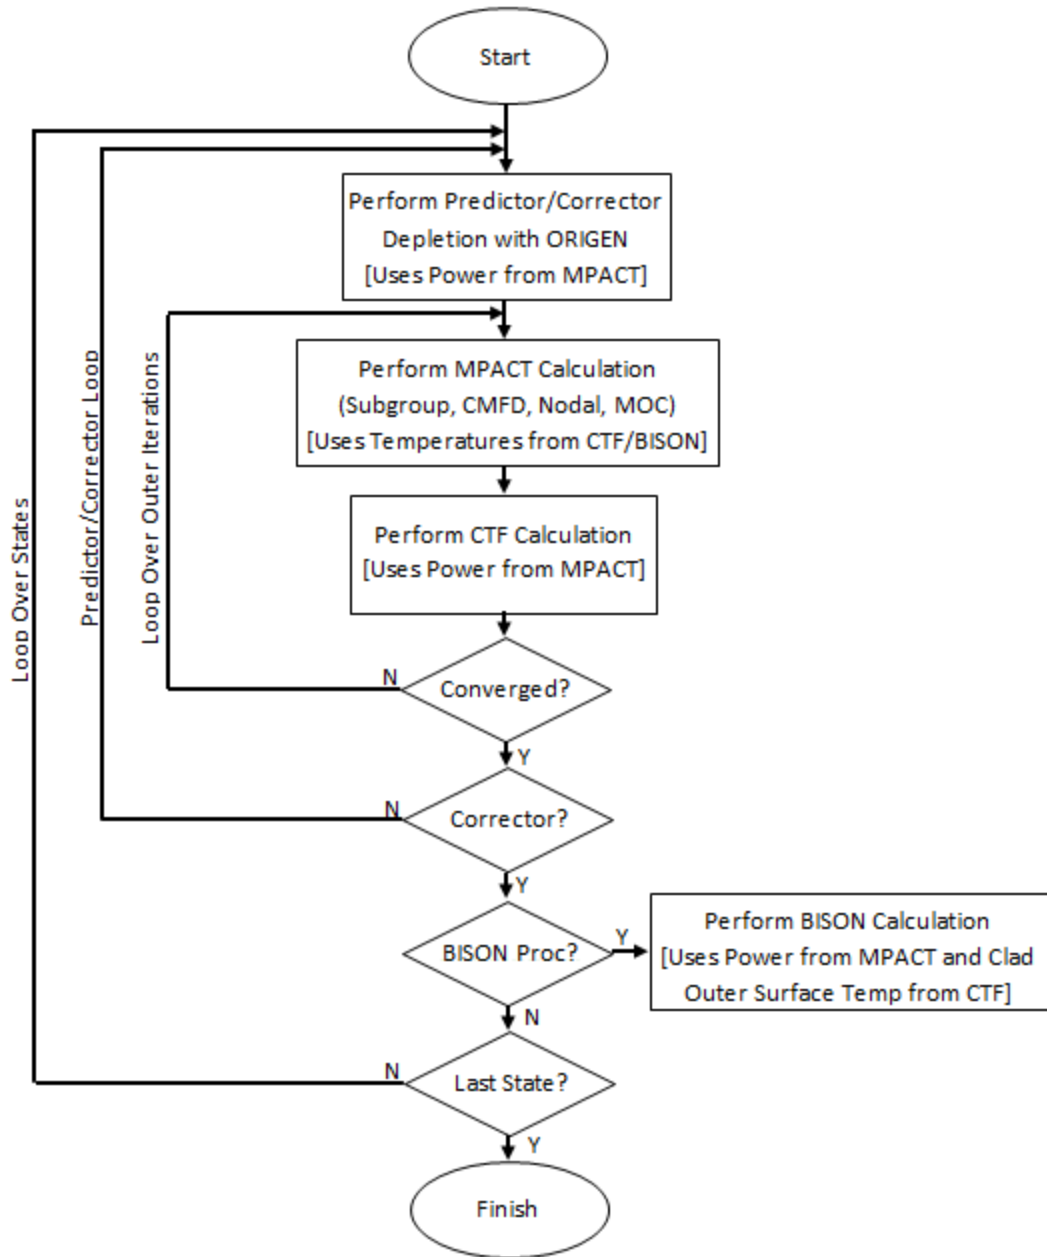 Start
Perform Predictor/Corrector
Depletion with ORIGEN
[Uses Power from MPACT]
Perform MPACT Calculation
(Subgroup, CMFD, Nodal, MOC)
[Uses Temperatures from CTF/BISON]
Perform CTF Calculation
[Uses Power from MPACT]
Loop Over States
Predictor/Corrector Loop
Loop Over Outer Iterations
N
Converged?
Y
N
Corrector?
Y
BISON Proc?
Y
Perform BISON Calculation
[Uses Power from MPACT and Clad
Outer Surface Temp from CTF]
N
N
Last State?
Y
Finish